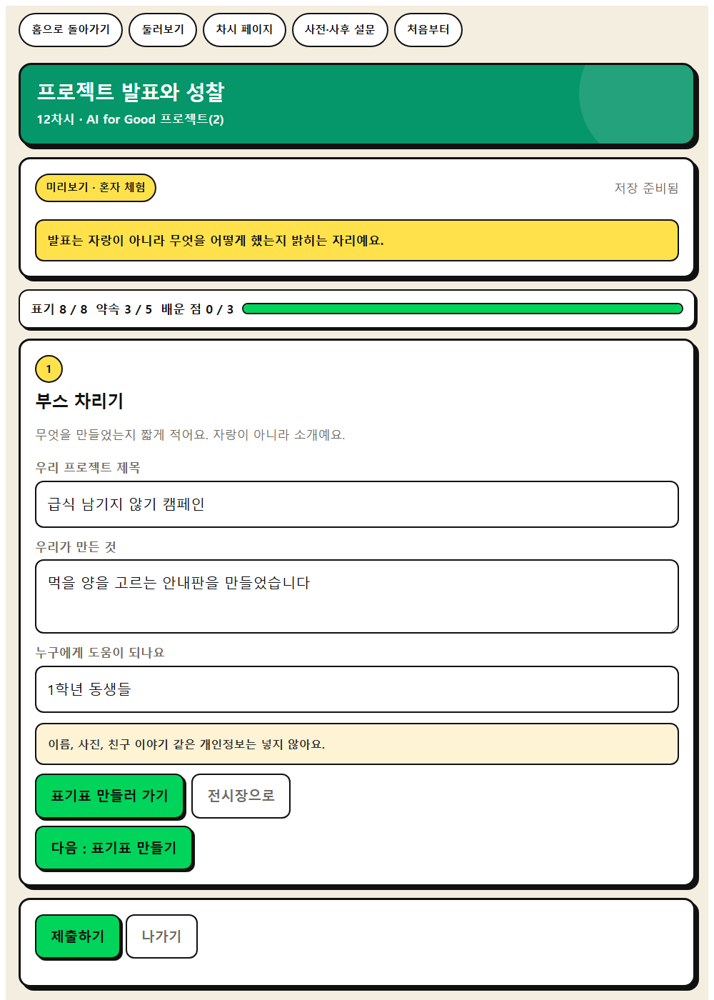 홈으로 돌아가기 둘러보기 차시 페이지 사전·사후 설문 처음부터
프로젝트 발표와 성찰
12차시 · AI for Good 프로젝트(2)
미리보기 · 혼자 체험 저장 준비됨
발표는 자랑이 아니라 무엇을 어떻게 했는지 밝히는 자리예요.
표기 8 / 8 약속 3 / 5 배운 점 0 / 3
1
부스 차리기
무엇을 만들었는지 짧게 적어요. 자랑이 아니라 소개예요.
우리 프로젝트 제목
급식 남기지 않기 캠페인
우리가 만든 것
먹을 양을 고르는 안내판을 만들었습니다
누구에게 도움이 되나요
1학년 동생들
이름, 사진, 친구 이야기 같은 개인정보는 넣지 않아요.
표기표 만들러 가기 전시장으로
다음 : 표기표 만들기
제출하기 나가기